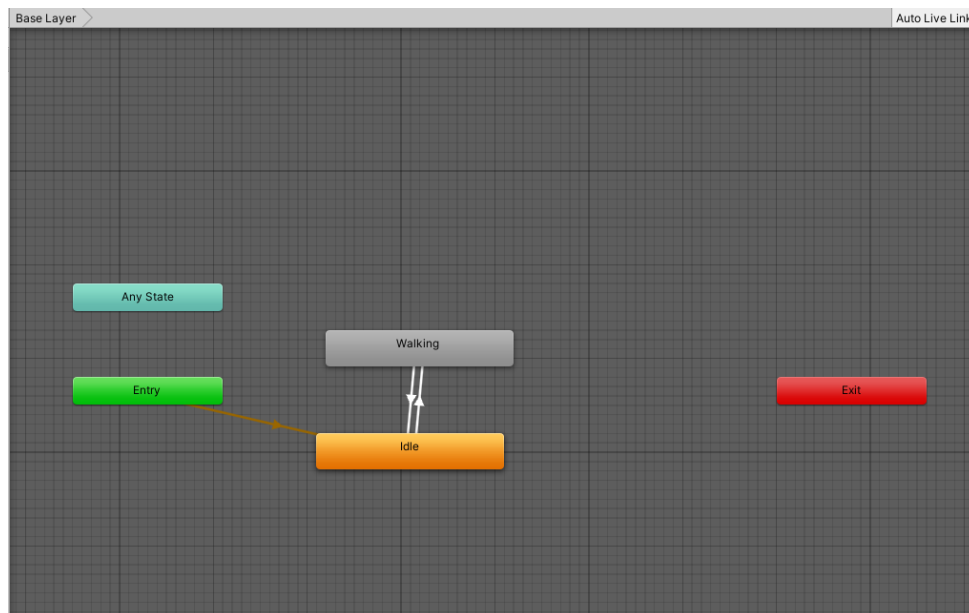 Base Layer
Auto Live Link
Any State
Walking
Entry
Exit
Idle